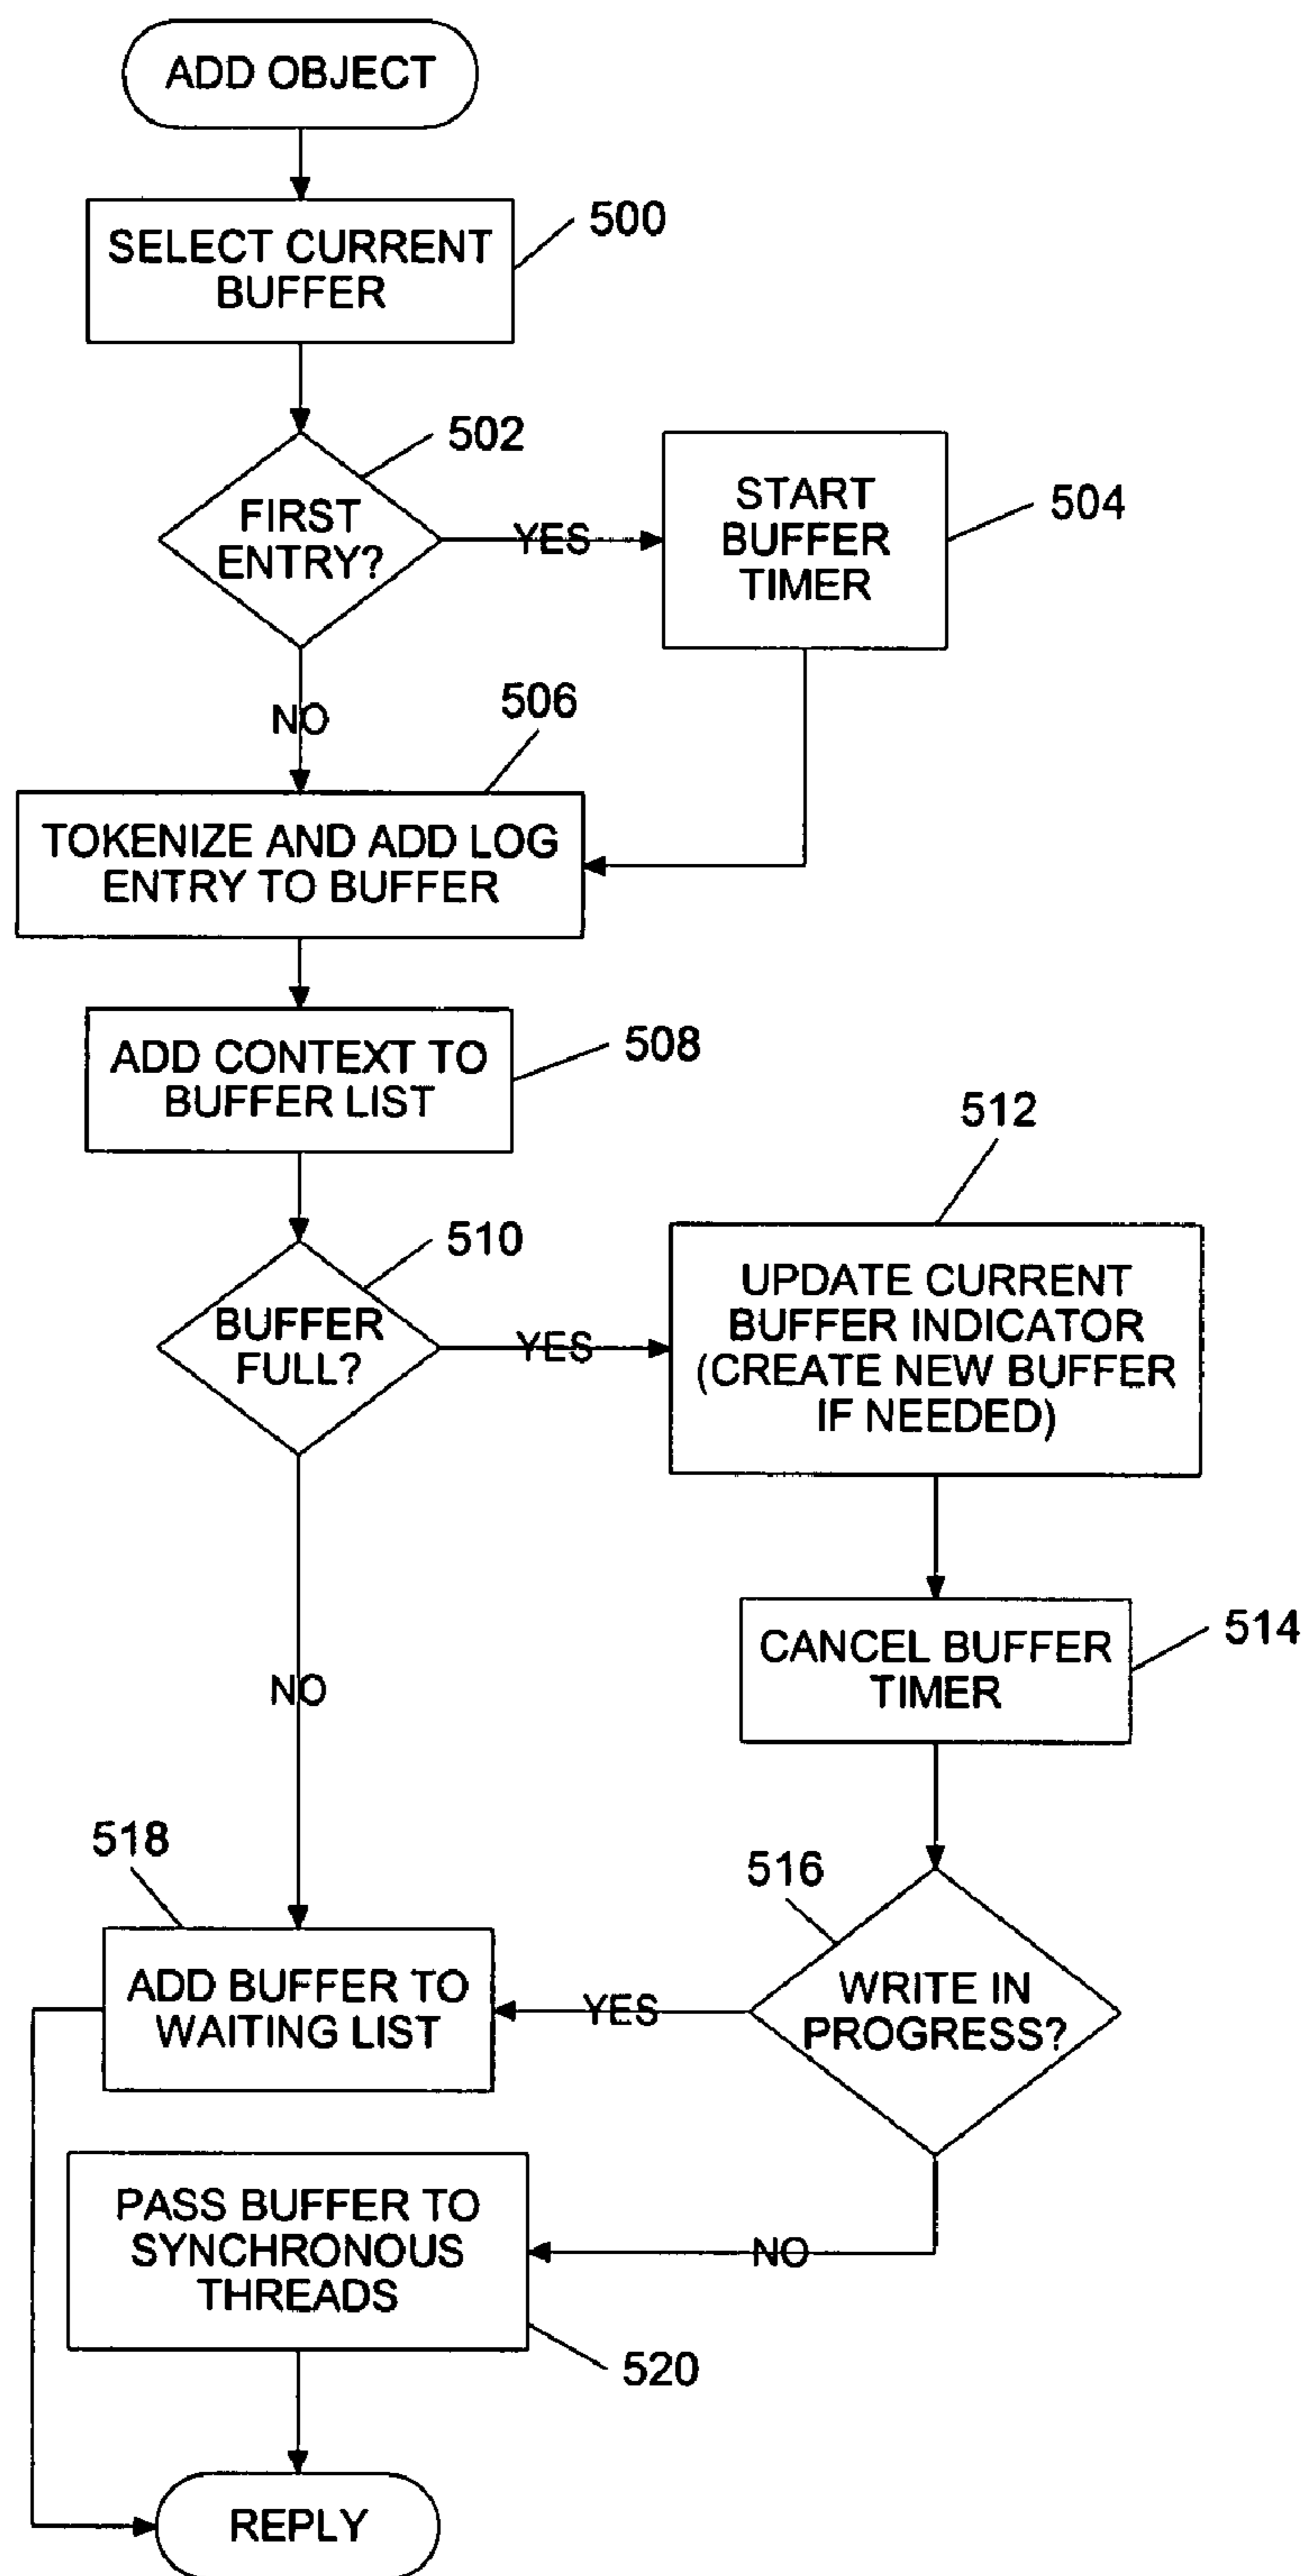 ADD OBJECT
SELECT CURRENT
BUFFER
500
502
FIRST
ENTRY?
YES
START
BUFFER
TIMER
504
NO
506
TOKENIZE AND ADD LOG
ENTRY TO BUFFER
ADD CONTEXT TO
BUFFER LIST
508
510
BUFFER
FULL?
YES
512
UPDATE CURRENT
BUFFER INDICATOR
(CREATE NEW BUFFER
IF NEEDED)
CANCEL BUFFER
TIMER
514
NO
518
516
ADD BUFFER TO
WAITING LIST
YES
WRITE IN
PROGRESS?
PASS BUFFER TO
SYNCHRONOUS
THREADS
NO
520
REPLY